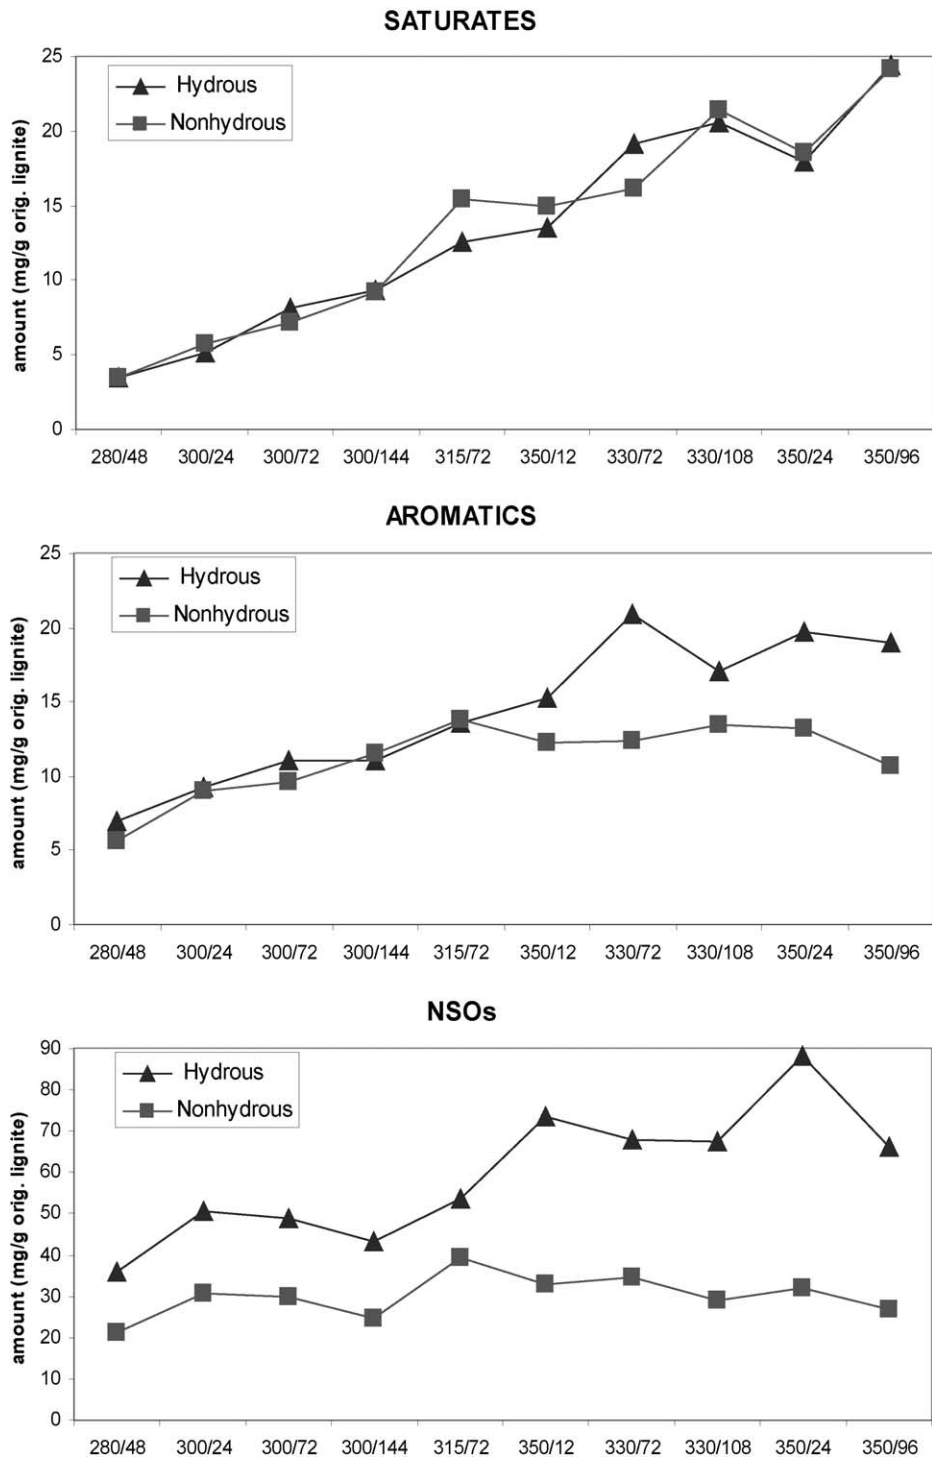 SATURATES
25
20
15
10
5
0
amount (mg/g orig. lignite)
Hydrous
Nonhydrous
280/48 300/24 300/72 300/144 315/72 350/12 330/72 330/108 350/24 350/96
AROMATICS
25
20
15
10
5
0
amount (mg/g orig. lignite)
Hydrous
Nonhydrous
280/48 300/24 300/72 300/144 315/72 350/12 330/72 330/108 350/24 350/96
NSOs
90
80
70
60
50
40
30
20
10
0
amount (mg/g orig. lignite)
Hydrous
Nonhydrous
280/48 300/24 300/72 300/144 315/72 350/12 330/72 330/108 350/24 350/96